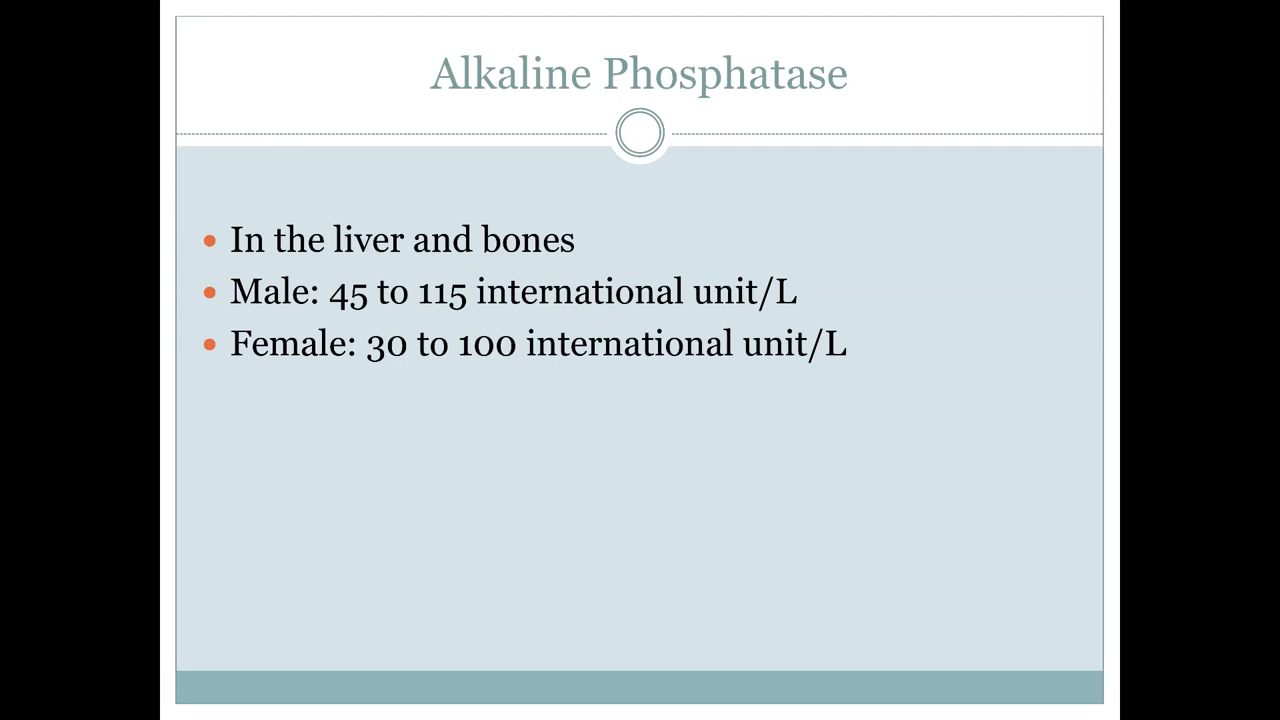 Alkaline Phosphatase
• In the liver and bones
• Male: 45 to 115 international unit/L
• Female: 30 to 100 international unit/L